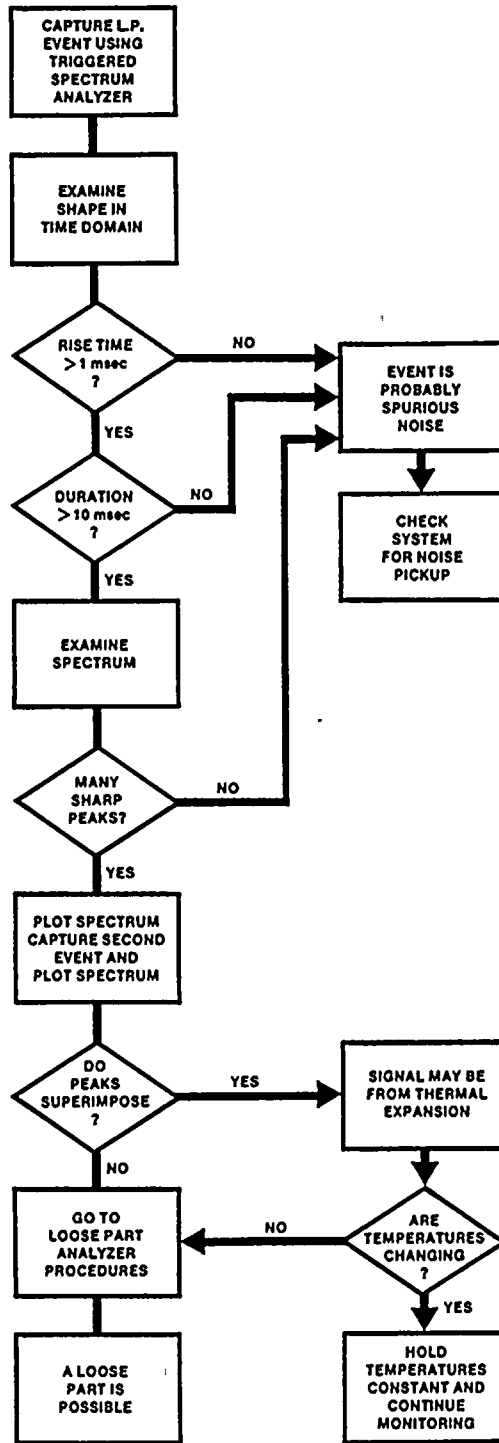 CAPTURE L.P.
EVENT USING
TRIGGERED
SPECTRUM
ANALYZER
EXAMINE
SHAPE IN
TIME DOMAIN
RISE TIME
> 1 msec
?
NO
EVENT IS
PROBABLY
SPURIOUS
NOISE
YES
DURATION
> 10 msec
?
NO
CHECK
SYSTEM
FOR NOISE
PICKUP
YES
EXAMINE
SPECTRUM
MANY
SHARP
PEAKS?
NO
YES
PLOT SPECTRUM
CAPTURE SECOND
EVENT AND
PLOT SPECTRUM
DO
PEAKS
SUPERIMPOSE
?
YES
SIGNAL MAY BE
FROM THERMAL
EXPANSION
NO
GO TO
LOOSE PART
ANALYZER
PROCEDURES
NO
ARE
TEMPERATURES
CHANGING
?
YES
A LOOSE
PART IS
POSSIBLE
HOLD
TEMPERATURES
CONSTANT AND
CONTINUE
MONITORING